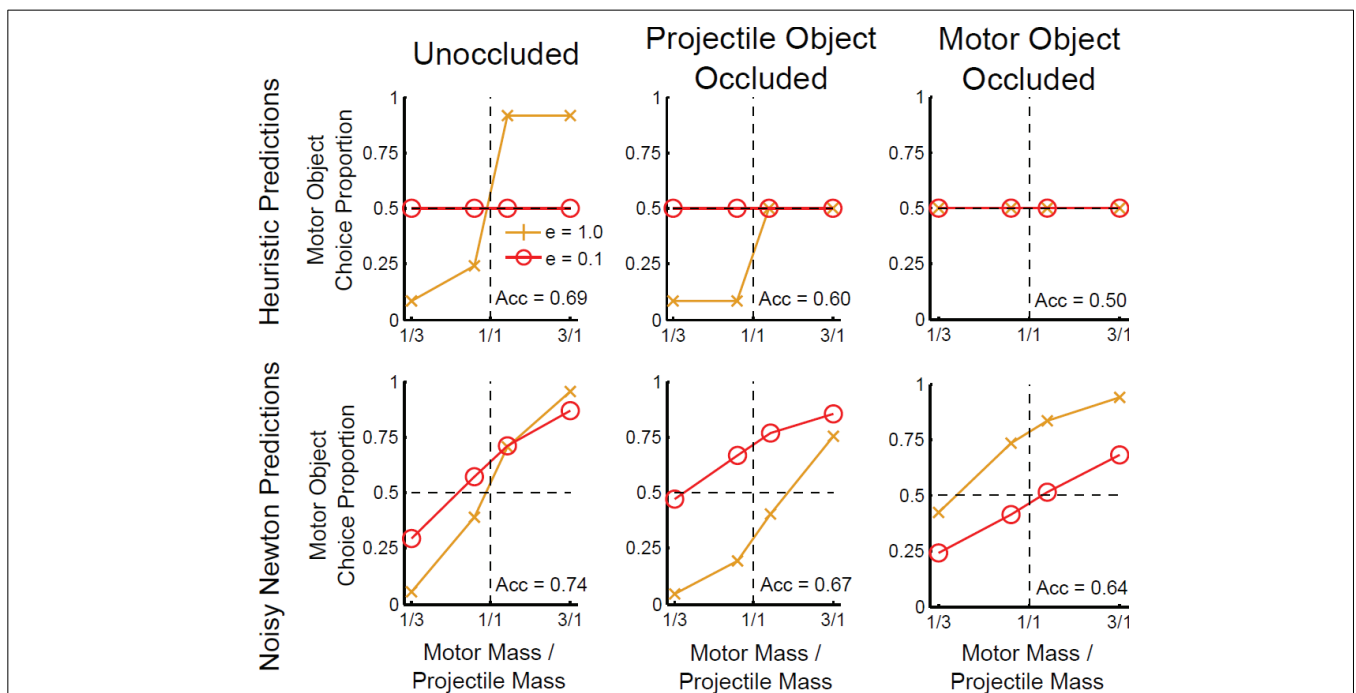 Unoccluded
Projectile Object
Occluded
Motor Object
Occluded
Heuristic Predictions
Motor Object
Choice Proportion
1
0.75
0.5
0.25
0
e = 1.0
e = 0.1
Acc = 0.69
1/3
1/1
3/1
1
0.75
0.5
0.25
0
Acc = 0.60
1/3
1/1
3/1
1
0.75
0.5
0.25
0
Acc = 0.50
1/3
1/1
3/1
Noisy Newton Predictions
Motor Object
Choice Proportion
1
0.75
0.5
0.25
0
Acc = 0.74
1/3
1/1
3/1
Motor Mass /
Projectile Mass
1
0.75
0.5
0.25
0
Acc = 0.67
1/3
1/1
3/1
Motor Mass /
Projectile Mass
1
0.75
0.5
0.25
0
Acc = 0.64
1/3
1/1
3/1
Motor Mass /
Projectile Mass